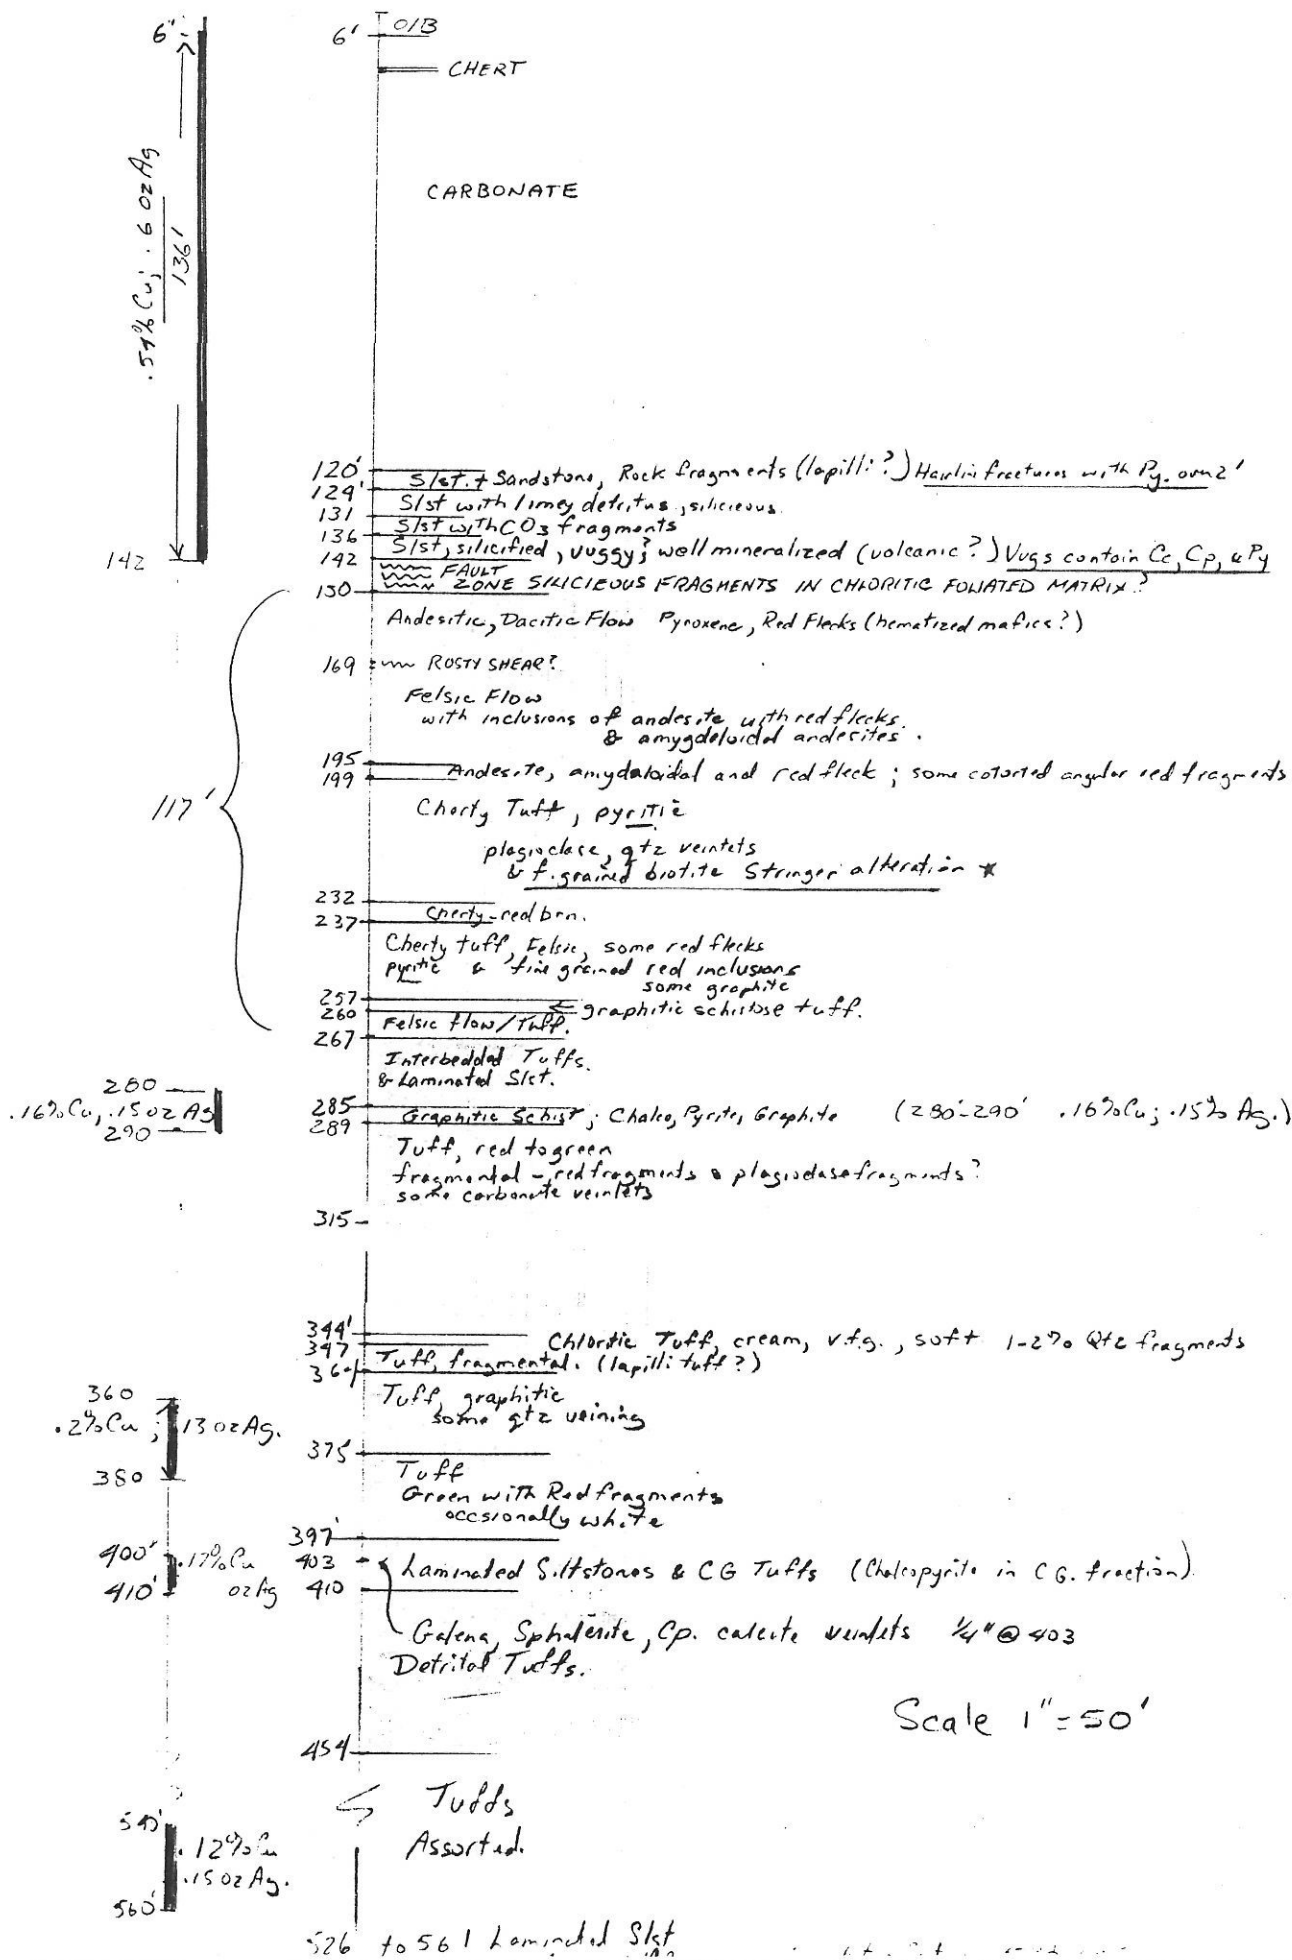 6' O/B
6'
CHERT
CARBONATE
.6 oz Ag
136'
120' Slst. + Sandstone, Rock fragments (lapilli?) Hairlin fractures with Py. over 2'
129' Slst with limey detritus, silicieous
131 Slst with CO3 fragments
136 Slst, silicified, vuggy; well mineralized (volcanic?) Vugs contain Cc, Cp, & Py
142
142 FAULT
ZONE SILICIEOUS FRAGMENTS IN CHLORITIC FOLIATED MATRIX?
150
Andesitic, Dacitic Flow Pyroxene, Red Flecks (hematized mafics?)
169 ROSTY SHEAR?
Felsic Flow
with inclusions of andesite with red flecks
& amygdeloidal andesites.
195 Andesite, amydaloidal and red fleck; some angular red fragments
199
117'
Cherty Tuff, pyritic
plagioclase, qtz veinlets
& f. grained biotite Stringer alteration *
232 Cherty-red brn.
237
Cherty tuff, Felsic, some red flecks
pyritic & fine grained red inclusions
some graphite
257 ← graphitic schistose tuff.
260 Felsic flow/Tuff.
267
Interbedded Tuffs.
& Laminated Slst.
280
.16% Cu, .15 oz Ag
290
285 Graphitic Schist; Chalco, Pyrite, Graphite (280'-290' .16% Cu; .15% Ag.)
289
Tuff, red to green
fragmental - red fragments & plagioclase fragments?
some carbonate veinlets
315
344' Chloritic Tuff, cream, v.f.g., soft 1-2% Qtz fragments
347 Tuff, fragmental. (lapilli tuff?)
360
.2% Cu; .13 oz Ag.
380
Tuff, graphitic
some qtz veining
375
Tuff
Green with Red fragments
occsionally white
397'
400' .17% Cu
410' oz Ag
403 Laminated Siltstones & CG Tuffs (Chalcopyrite in CG. fraction)
410
Galena, Sphalerite, Cp. calcite veinlets 1/4" @ 403
Detrital Tuffs.
Scale 1"=50'
454
Tuffs
Assorted.
.12% Cu
.15 oz Ag.
560'
526 to 561 Laminated Slst